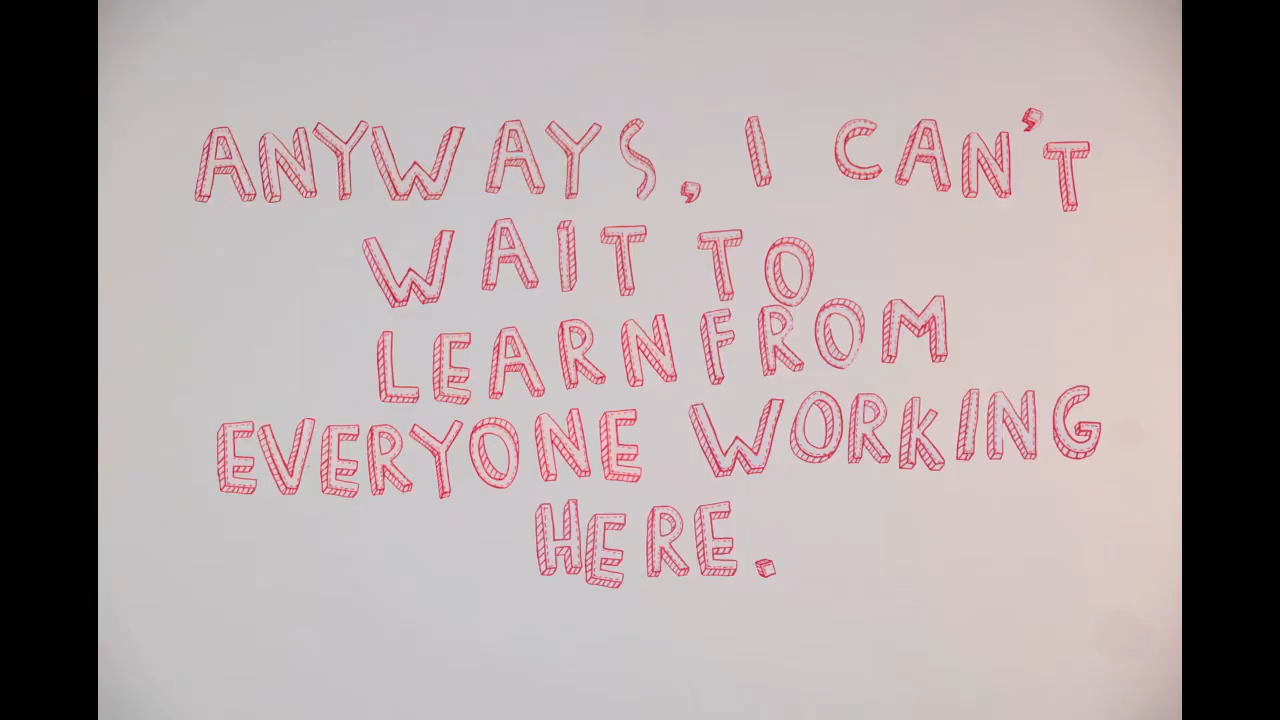 ANYWAYS, I CAN'T
WAIT TO
LEARN FROM
EVERYONE WORKING
HERE.